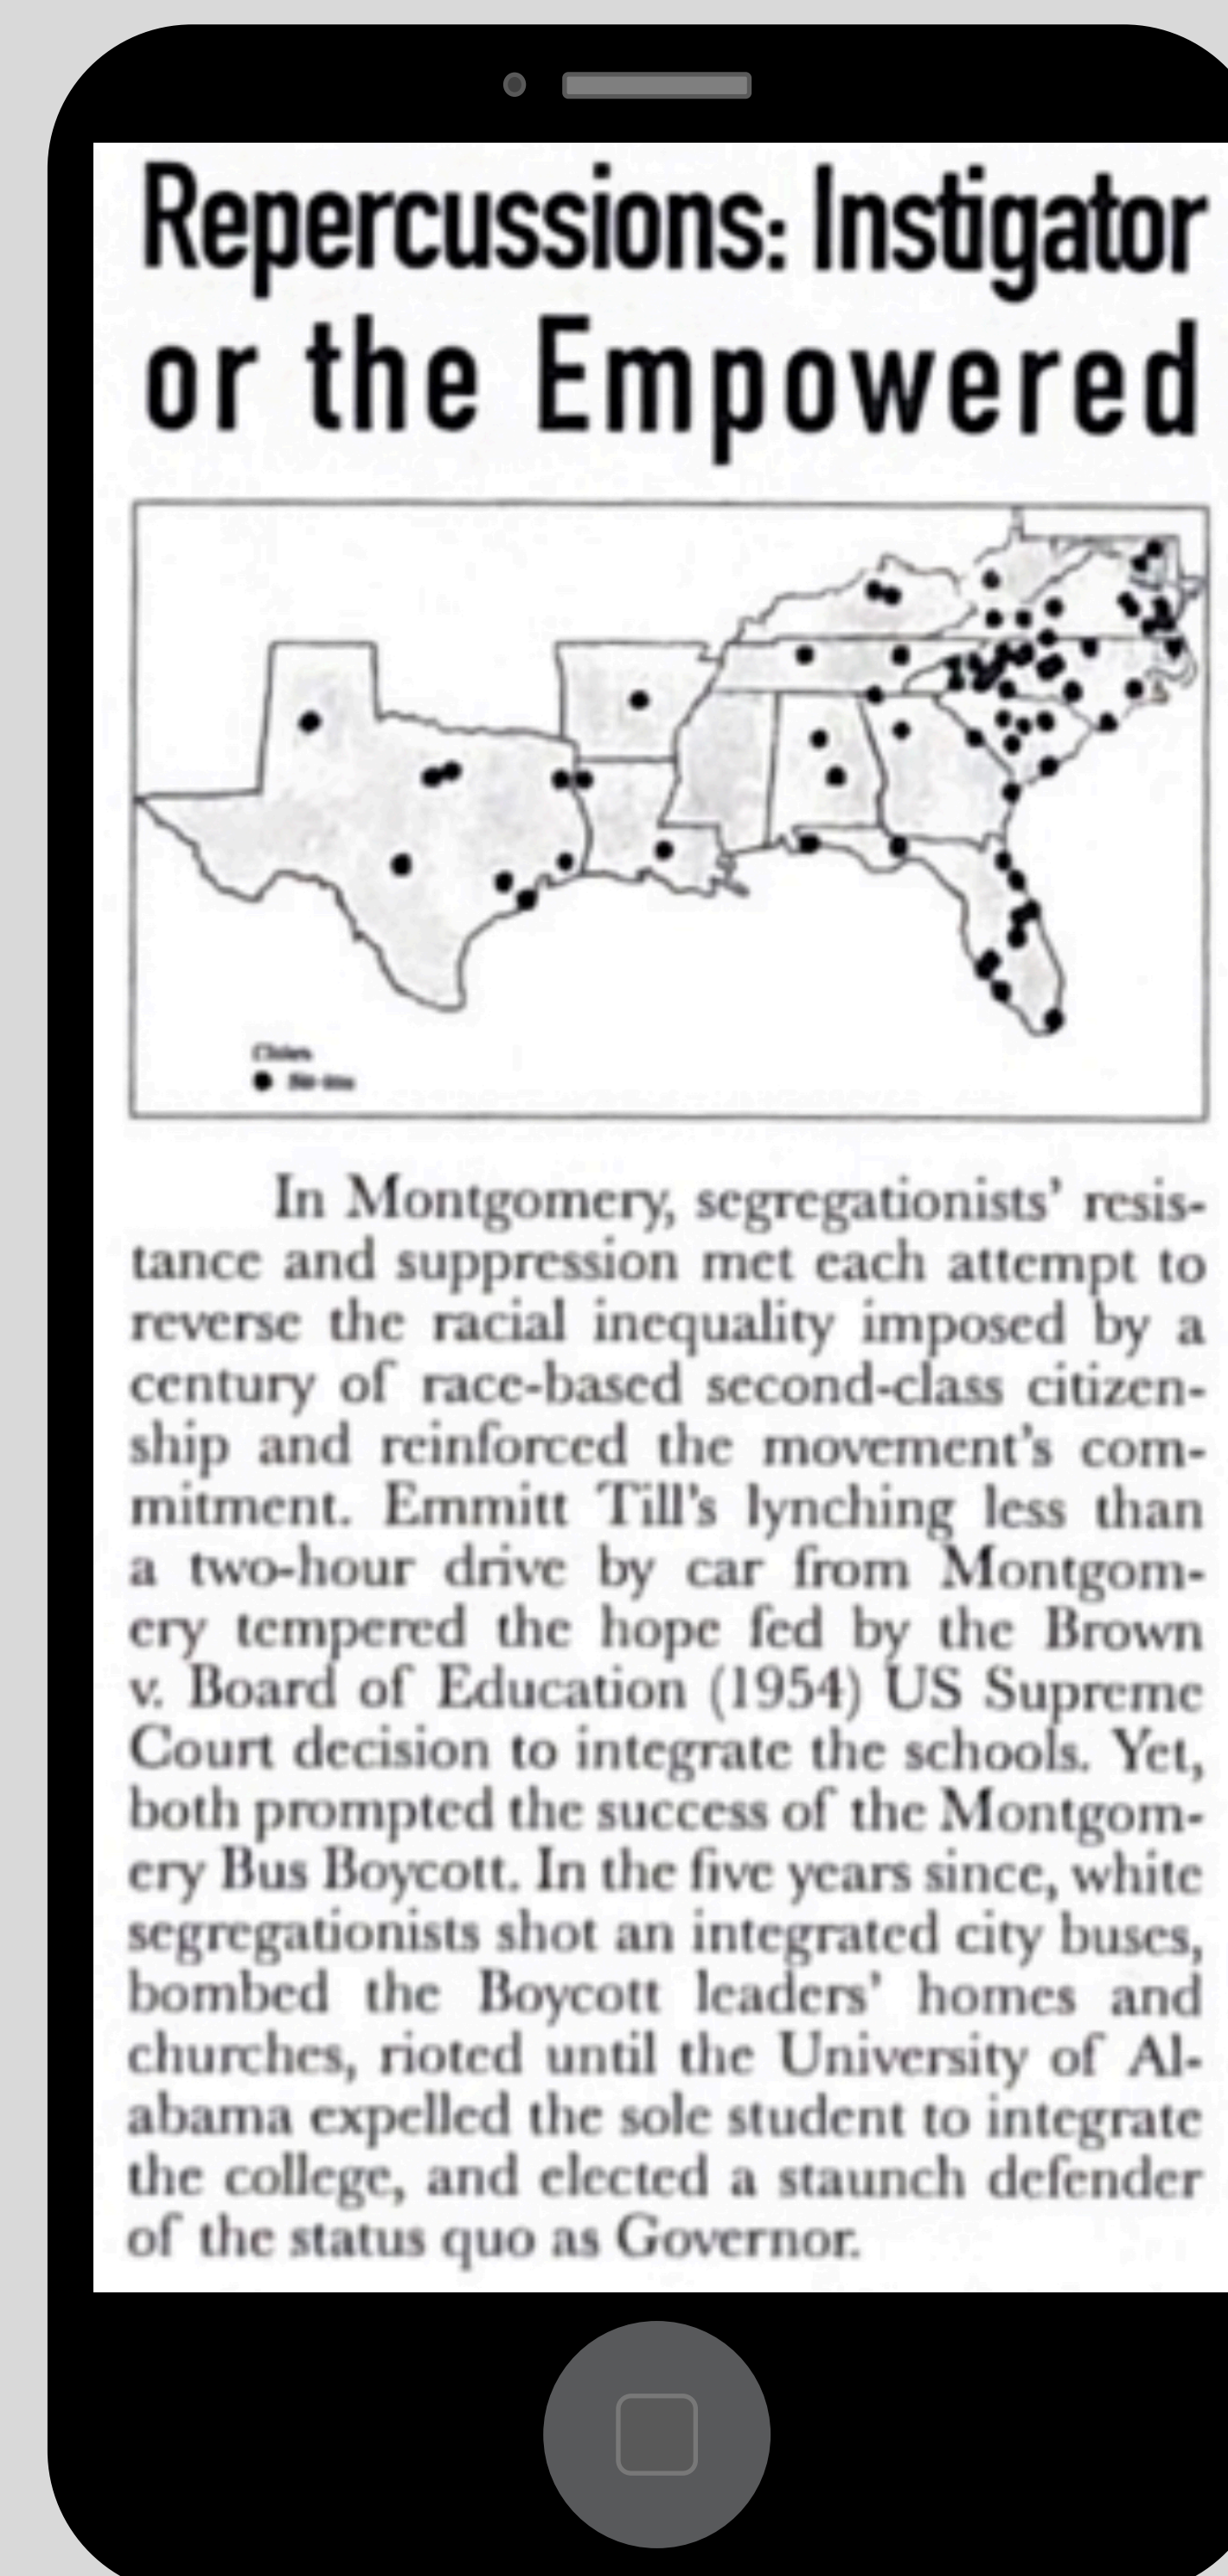 Repercussions: Instigator
or the Empowered
Cities
Sit-ins
In Montgomery, segregationists’ resis-
tance and suppression met each attempt to
reverse the racial inequality imposed by a
century of race-based second-class citizen-
ship and reinforced the movement’s com-
mitment. Emmitt Till’s lynching less than
a two-hour drive by car from Montgom-
ery tempered the hope fed by the Brown
v. Board of Education (1954) US Supreme
Court decision to integrate the schools. Yet,
both prompted the success of the Montgom-
ery Bus Boycott. In the five years since, white
segregationists shot an integrated city buses,
bombed the Boycott leaders’ homes and
churches, rioted until the University of Al-
abama expelled the sole student to integrate
the college, and elected a staunch defender
of the status quo as Governor.